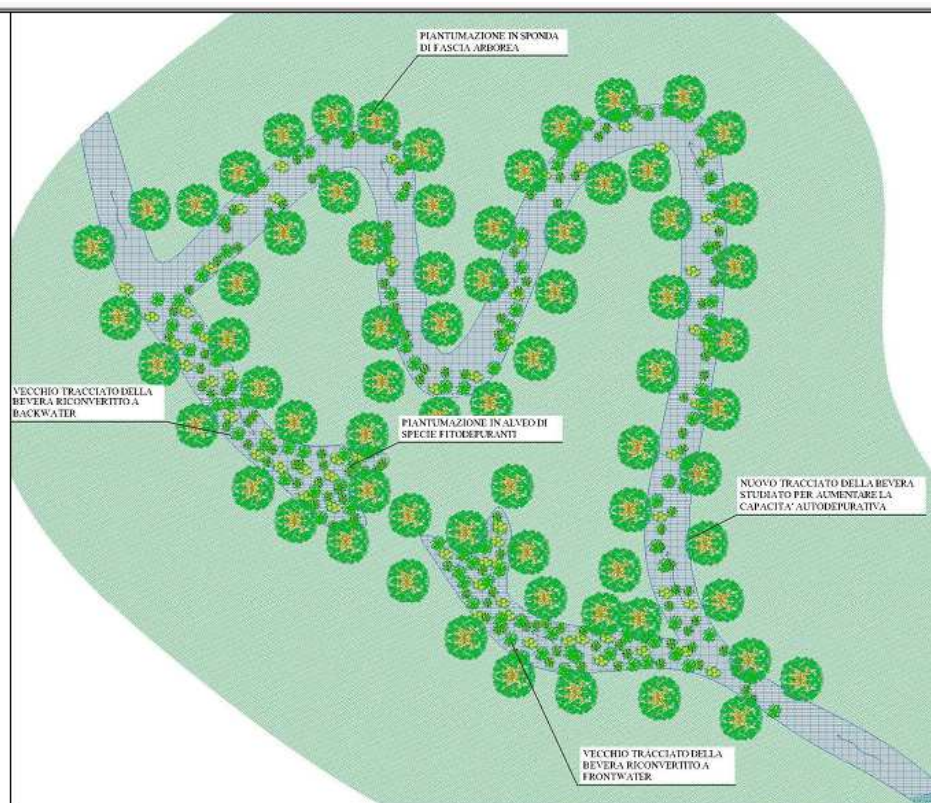 PIANTUMAZIONE IN SPONDA
DI FASCIA ARBOREA
VECCHIO TRACCIATO DELLA
BEVERA RICONVERTITO A
BACKWATER
PIANTUMAZIONE IN ALVEO DI
SPECIE FITODEPURANTI
NUOVO TRACCIATO DELLA BEVERA
STUDIATO PER AUMENTARE LA
CAPACITA' AUTODEPURATIVA
VECCHIO TRACCIATO DELLA
BEVERA RICONVERTITO A
FRONTWATER